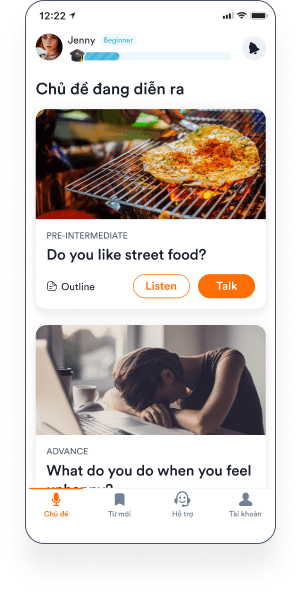 12:22
Jenny Beginner
Chủ đề đang diễn ra
PRE-INTERMEDIATE
Do you like street food?
Outline Listen Talk
ADVANCE
What do you do when you feel
unhappy?
Chủ đề Từ mới Hỗ trợ Tài khoản